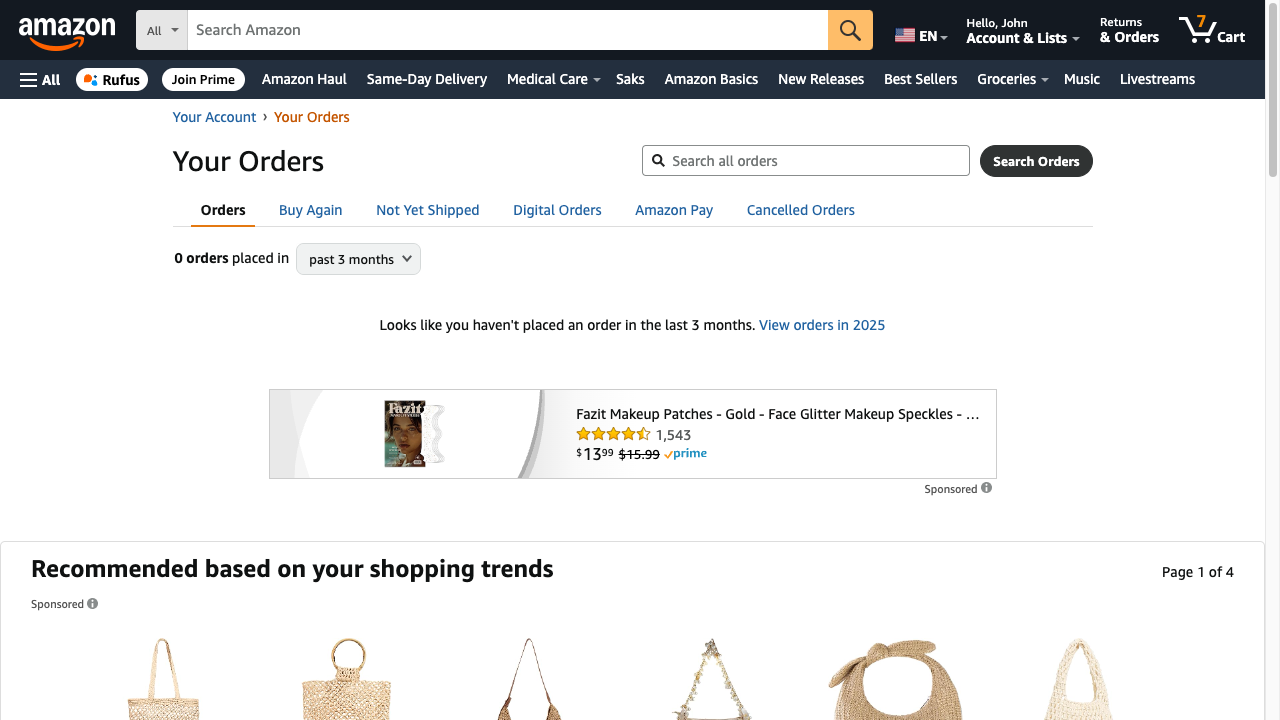 amazon
All
Search Amazon
EN
Hello, John
Account & Lists
Returns
& Orders
7
Cart
All
Rufus
Join Prime
Amazon Haul
Same-Day Delivery
Medical Care
Saks
Amazon Basics
New Releases
Best Sellers
Groceries
Music
Livestreams
Your Account › Your Orders
Your Orders
Search all orders
Search Orders
Orders
Buy Again
Not Yet Shipped
Digital Orders
Amazon Pay
Cancelled Orders
0 orders placed in past 3 months
Looks like you haven't placed an order in the last 3 months. View orders in 2025
Fazit
Fazit Makeup Patches - Gold - Face Glitter Makeup Speckles - …
1,543
$13.99 $15.99 prime
Sponsored
Recommended based on your shopping trends
Page 1 of 4
Sponsored